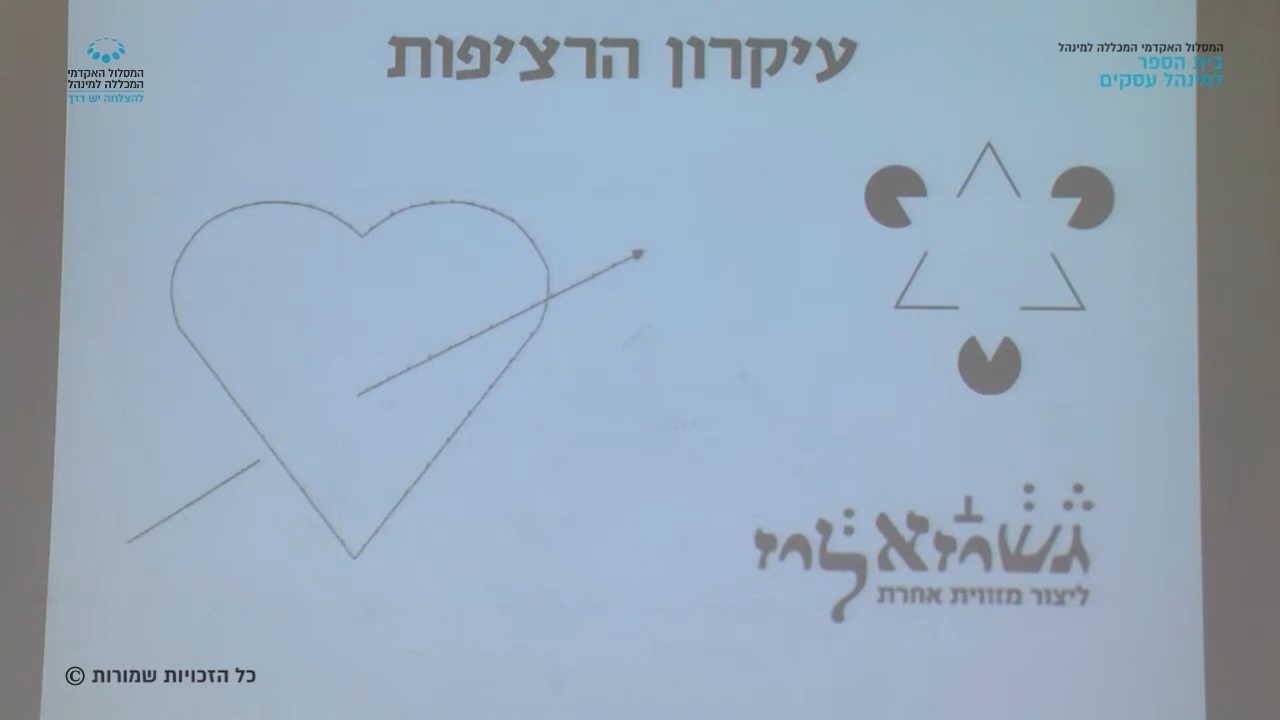 עיקרון הרציפות
המסלול האקדמי המכללה למינהל
בית הספר
למינהל עסקים
המסלול האקדמי
המכללה למינהל
להצלחה יש דרך
ליצור מזווית אחרת
כל הזכויות שמורות ©